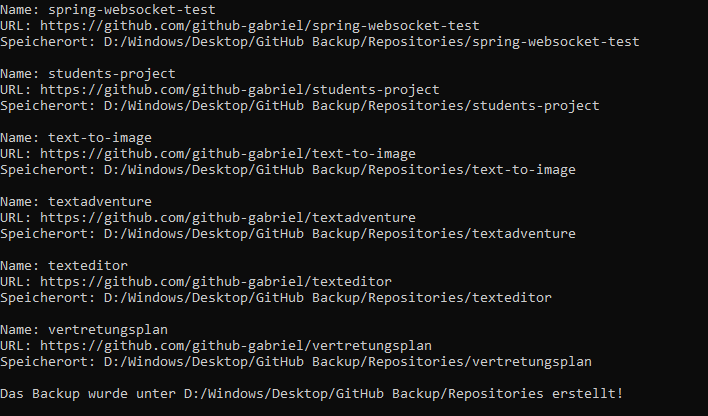 Name: spring-websocket-test
URL: https://github.com/github-gabriel/spring-websocket-test
Speicherort: D:/Windows/Desktop/GitHub Backup/Repositories/spring-websocket-test
Name: students-project
URL: https://github.com/github-gabriel/students-project
Speicherort: D:/Windows/Desktop/GitHub Backup/Repositories/students-project
Name: text-to-image
URL: https://github.com/github-gabriel/text-to-image
Speicherort: D:/Windows/Desktop/GitHub Backup/Repositories/text-to-image
Name: textadventure
URL: https://github.com/github-gabriel/textadventure
Speicherort: D:/Windows/Desktop/GitHub Backup/Repositories/textadventure
Name: texteditor
URL: https://github.com/github-gabriel/texteditor
Speicherort: D:/Windows/Desktop/GitHub Backup/Repositories/texteditor
Name: vertretungsplan
URL: https://github.com/github-gabriel/vertretungsplan
Speicherort: D:/Windows/Desktop/GitHub Backup/Repositories/vertretungsplan
Das Backup wurde unter D:/Windows/Desktop/GitHub Backup/Repositories erstellt!